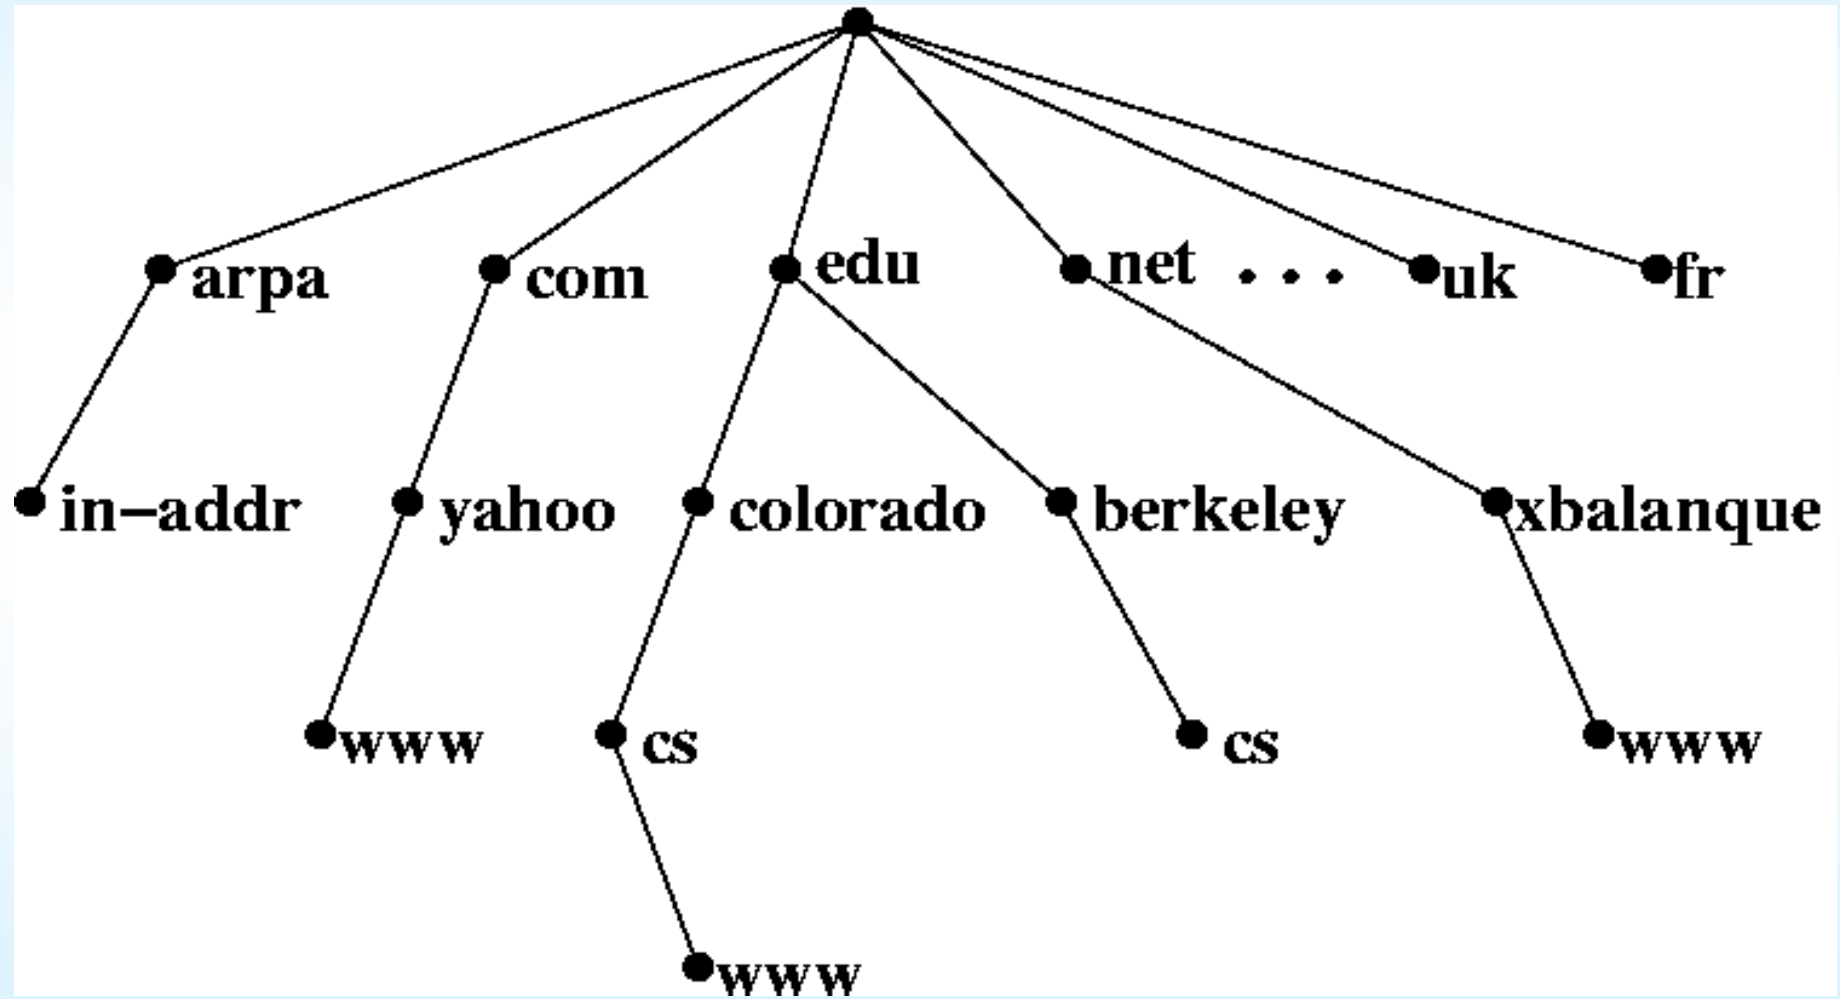 arpa com edu net . . . uk fr
in-addr yahoo colorado berkeley xbalanque
www cs cs www
www